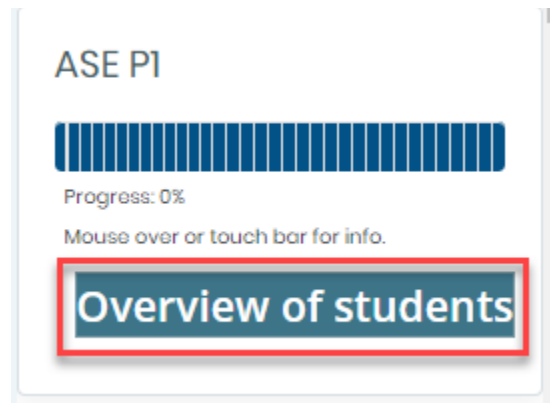 ASE P1
Progress: 0%
Mouse over or touch bar for info.
Overview of students